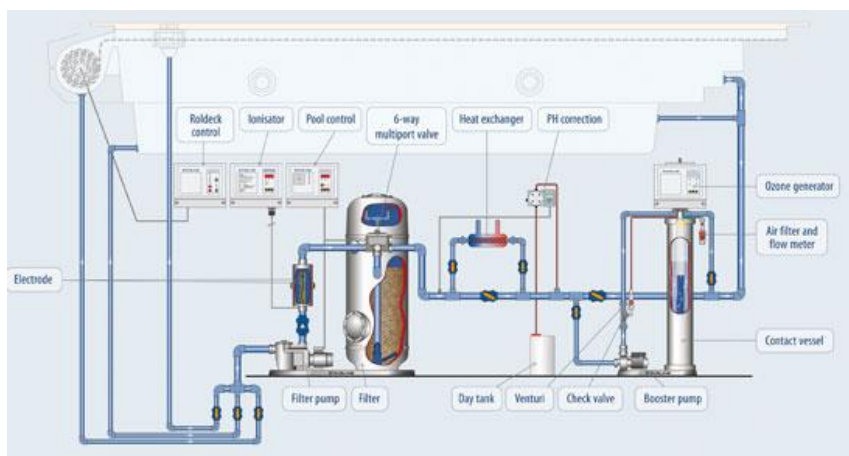 Roldeck
control
Ionisator
Pool control
6-way
multiport valve
Heat exchanger
PH correction
Ozone generator
Air filter and
flow meter
Electrode
Contact vessel
Filter pump
Filter
Day tank
Venturi
Check valve
Booster pump